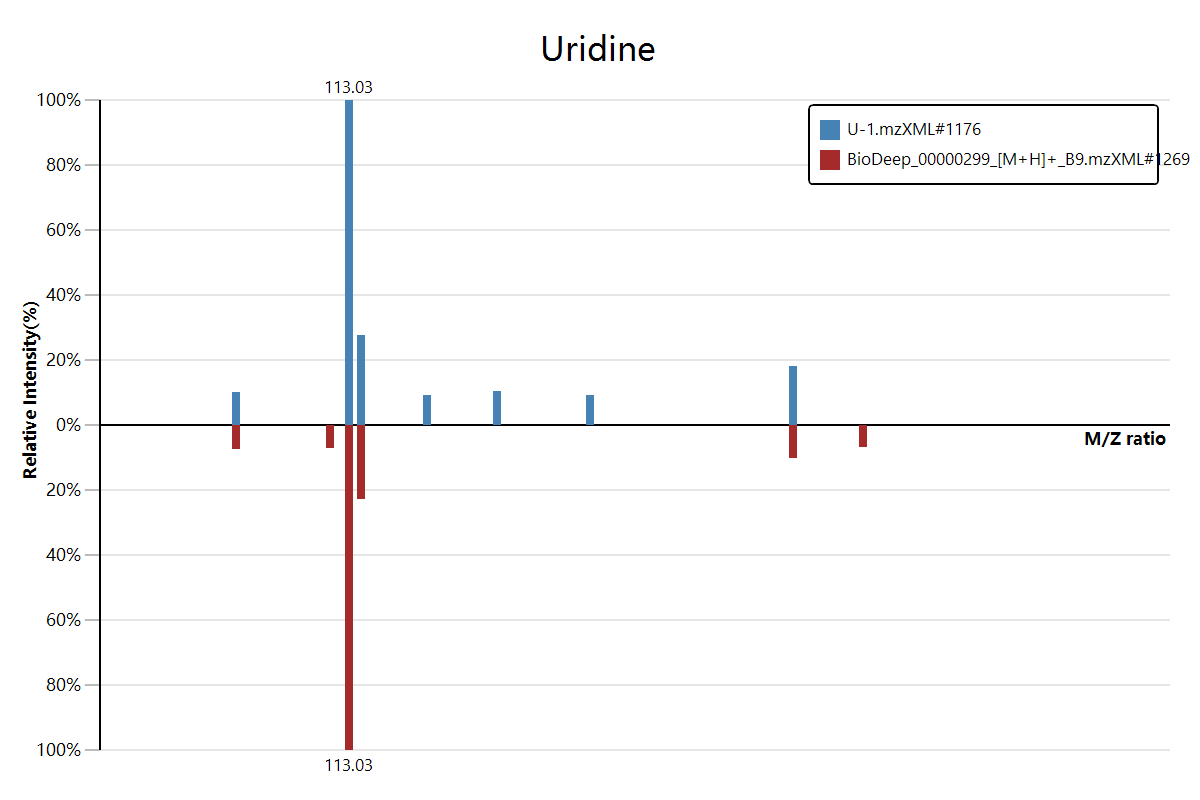 Uridine
113.03
100%
80%
60%
40%
20%
0%
20%
40%
60%
80%
100%
Relative Intensity(%)
U-1.mzXML#1176
BioDeep_00000299_[M+H]+_B9.mzXML#1269
M/Z ratio
113.03